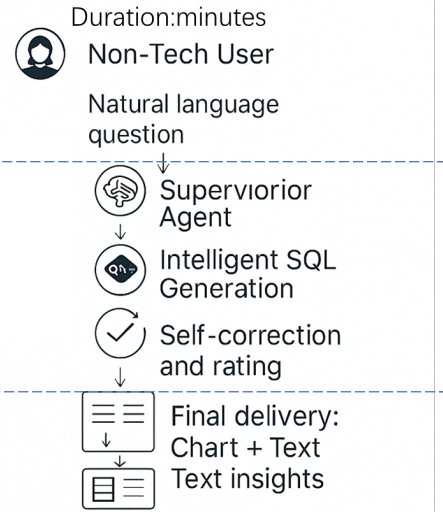 Duration:minutes
Non-Tech User
Natural language
question
Supervıorior
Agent
Intelligent SQL
Generation
Self-correction
and rating
Final delivery:
Chart + Text
Text insights